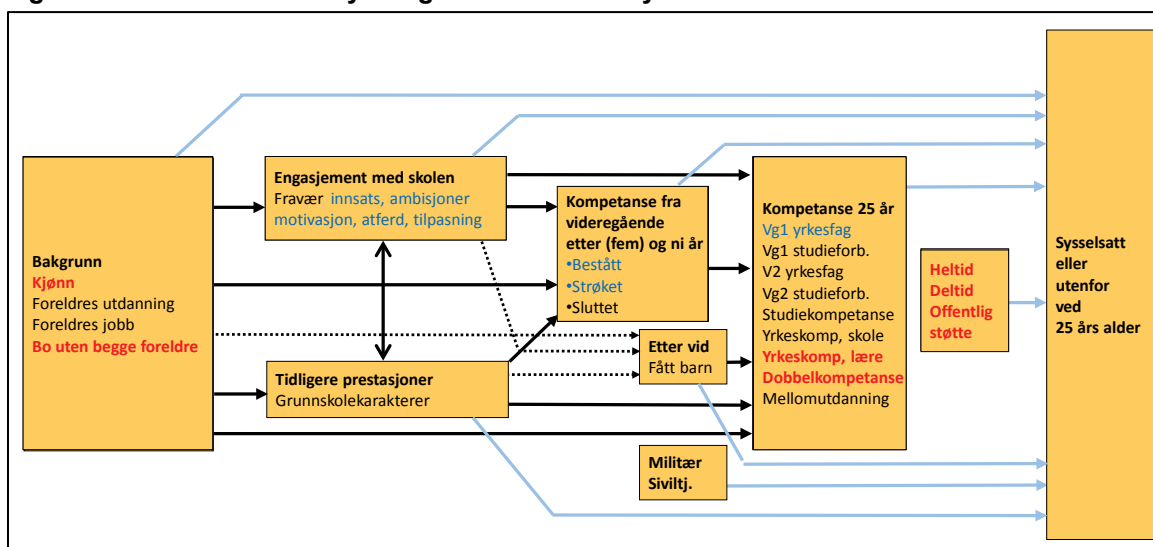 Bakgrunn
Kjønn
Foreldres utdanning
Foreldres jobb
Bo uten begge foreldre
Engasjement med skolen
Fravær innsats, ambisjoner
motivasjon, atferd, tilpasning
Tidligere prestasjoner
Grunnskolekarakterer
Kompetanse fra
videregående
etter (fem) og ni år
•Bestått
•Strøket
•Sluttet
Etter vid
Fått barn
Militær
Siviltj.
Kompetanse 25 år
Vg1 yrkesfag
Vg1 studieforb.
V2 yrkesfag
Vg2 studieforb.
Studiekompetanse
Yrkeskomp, skole
Yrkeskomp, lære
Dobbelkompetanse
Mellomutdanning
Heltid
Deltid
Offentlig
støtte
Sysselsatt
eller
utenfor
ved
25 års alder